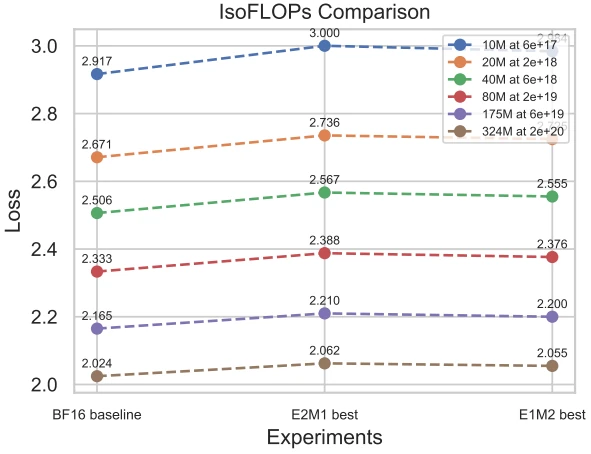 IsoFLOPs Comparison
3.0
2.8
2.6
2.4
2.2
2.0
Loss
2.917
3.000
2.671
2.736
2.506
2.567
2.555
2.333
2.388
2.376
2.165
2.210
2.200
2.024
2.062
2.055
10M at 6e+17
20M at 2e+18
40M at 6e+18
80M at 2e+19
175M at 6e+19
324M at 2e+20
BF16 baseline
E2M1 best
E1M2 best
Experiments